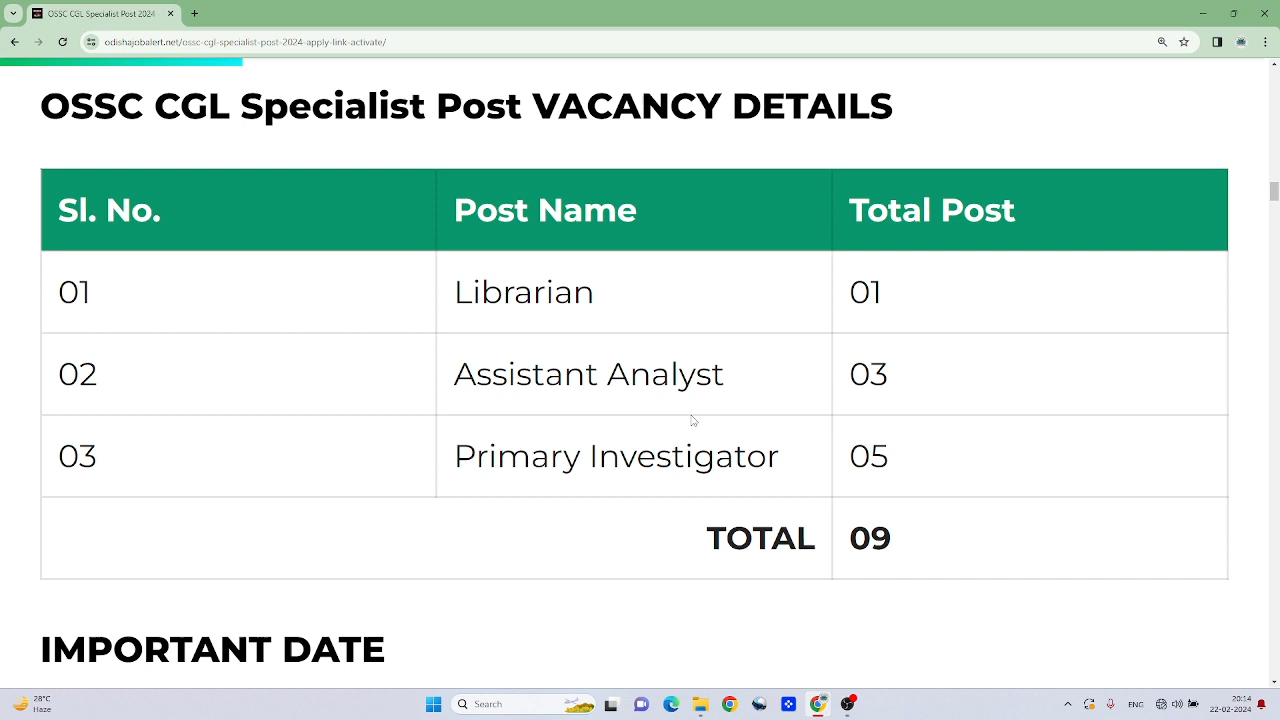 OSSC CGL Specialist Post 2024
odishajobalert.net/ossc-cgl-specialist-post-2024-apply-link-activate/
OSSC CGL Specialist Post VACANCY DETAILS
Sl. No. Post Name Total Post
01 Librarian 01
02 Assistant Analyst 03
03 Primary Investigator 05
TOTAL 09
IMPORTANT DATE
28°C
Haze
Search
ENG
20:14
22-02-2024